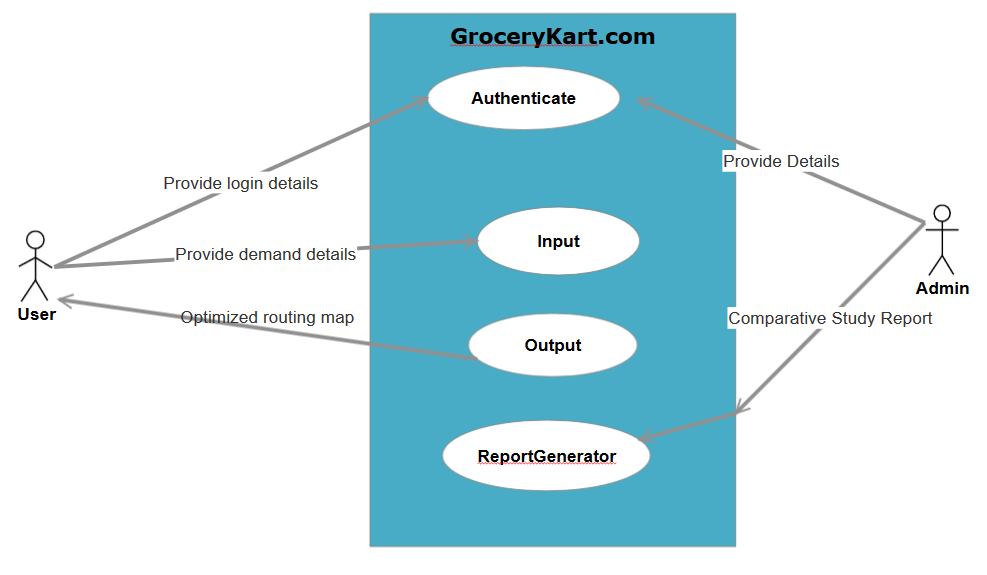 GroceryKart.com
Authenticate
Provide Details
Provide login details
Input
Provide demand details
Admin
User
Optimized routing map
Comparative Study Report
Output
ReportGenerator